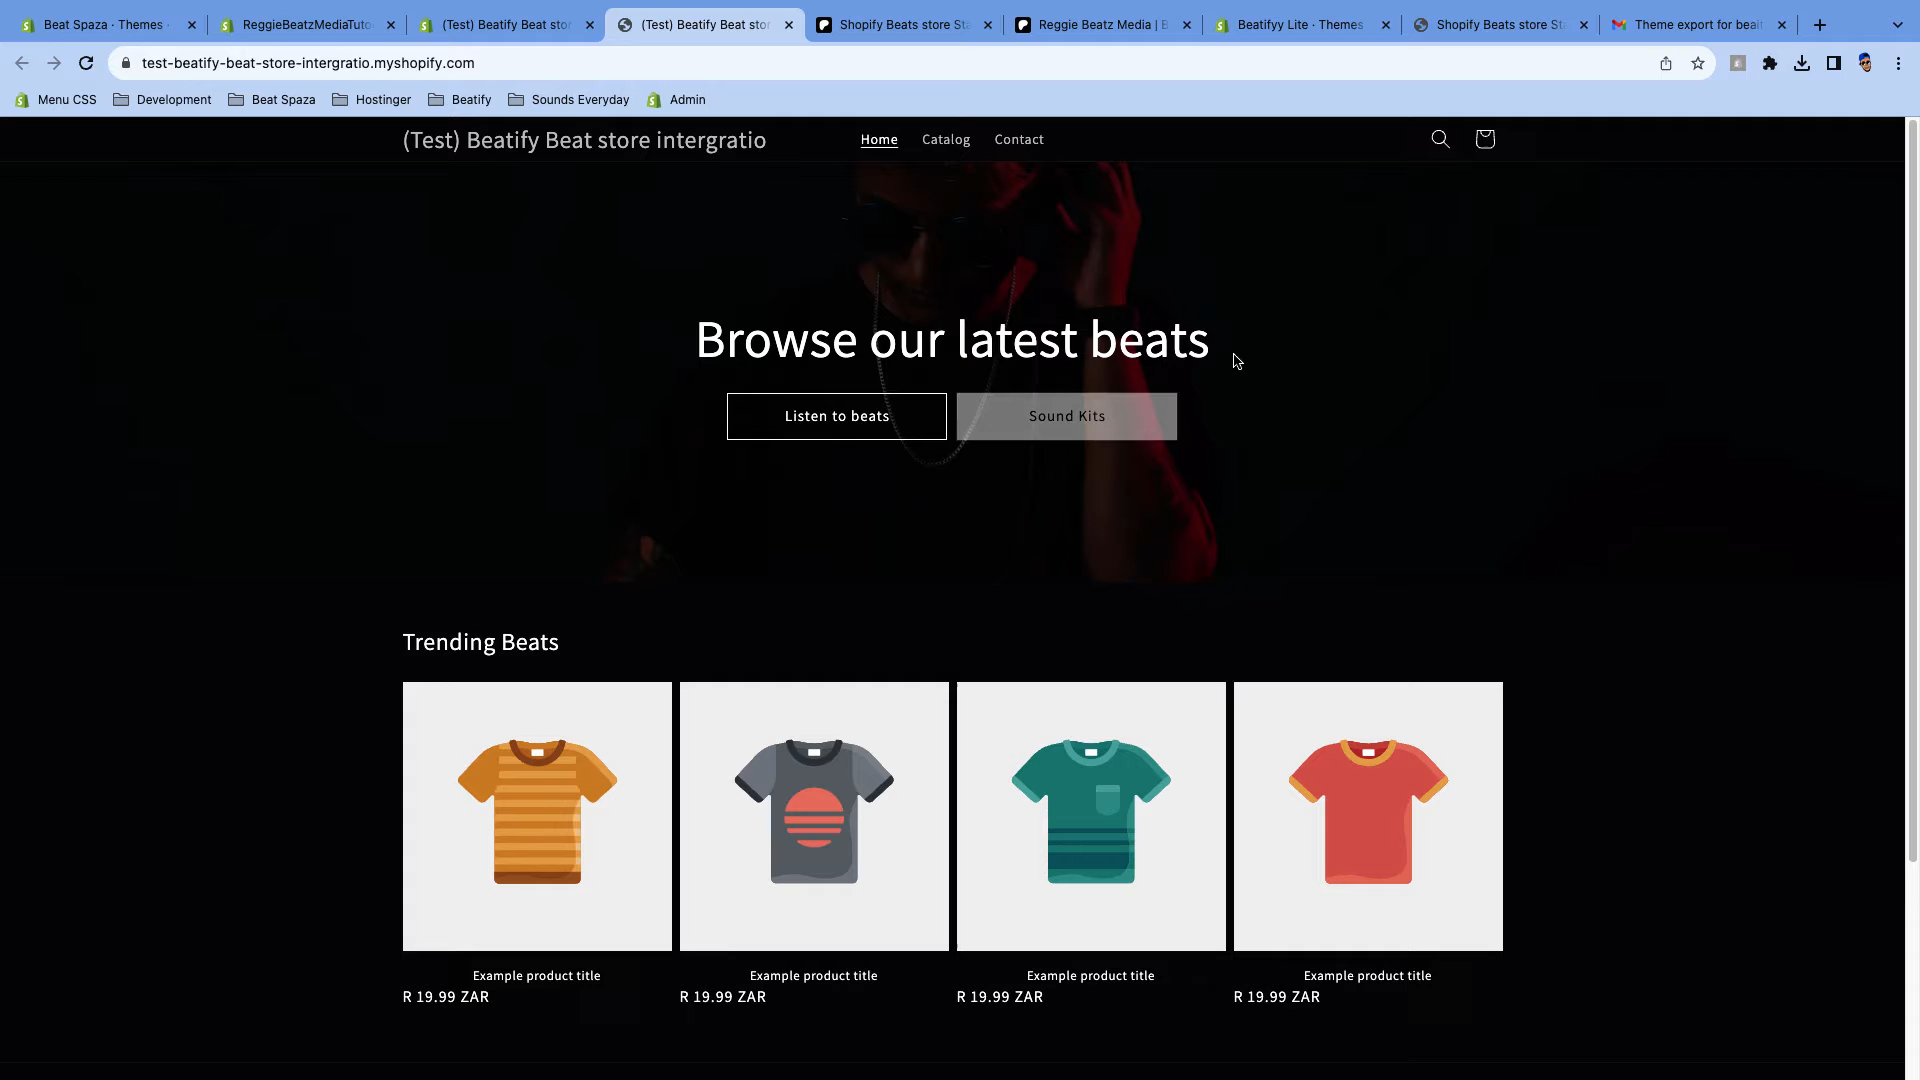 Beat Spaza · Themes ·
ReggieBeatzMediaTuto
(Test) Beatify Beat stor
(Test) Beatify Beat stor
Shopify Beats store Sta
Reggie Beatz Media | B
Beatifyy Lite · Themes
Shopify Beats store Sta
Theme export for beat
test-beatify-beat-store-intergratio.myshopify.com
Menu CSS
Development
Beat Spaza
Hostinger
Beatify
Sounds Everyday
Admin
(Test) Beatify Beat store intergratio
Home
Catalog
Contact
Browse our latest beats
Listen to beats
Sound Kits
Trending Beats
Example product title
Example product title
Example product title
Example product title
R 19.99 ZAR
R 19.99 ZAR
R 19.99 ZAR
R 19.99 ZAR